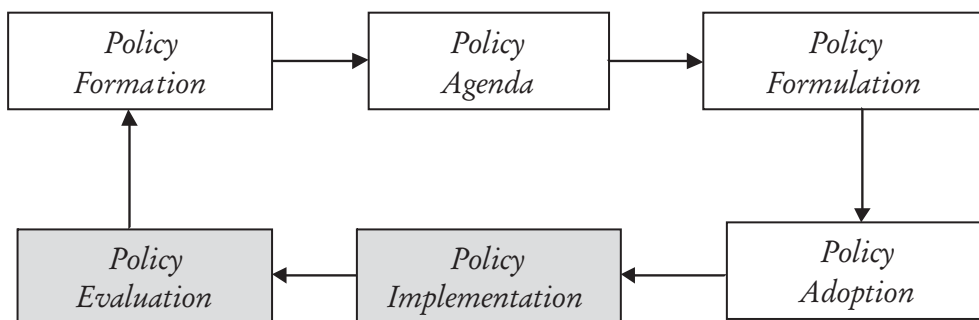 Policy
Formation
Policy
Agenda
Policy
Formulation
Policy
Evaluation
Policy
Implementation
Policy
Adoption